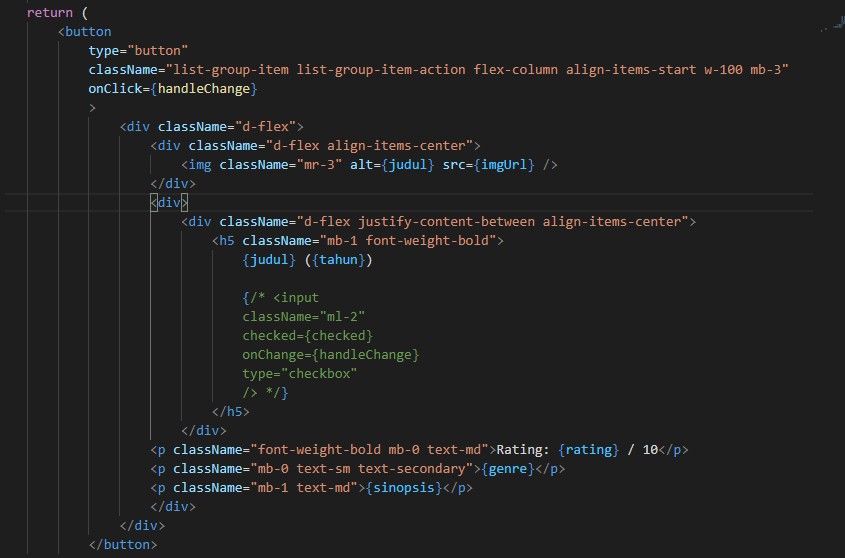 return (
<button
type="button"
className="list-group-item list-group-item-action flex-column align-items-start w-100 mb-3"
onClick={handleChange}
>
<div className="d-flex">
<div className="d-flex align-items-center">
<img className="mr-3" alt={judul} src={imgUrl} />
</div>
<div>
<div className="d-flex justify-content-between align-items-center">
<h5 className="mb-1 font-weight-bold">
{judul} ({tahun})
{/* <input
className="ml-2"
checked={checked}
onChange={handleChange}
type="checkbox"
/> */}
</h5>
</div>
<p className="font-weight-bold mb-0 text-md">Rating: {rating} / 10</p>
<p className="mb-0 text-sm text-secondary">{genre}</p>
<p className="mb-1 text-md">{sinopsis}</p>
</div>
</div>
</button>